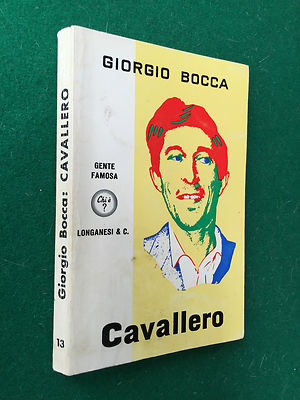 GIORGIO BOCCA
GENTE
FAMOSA
Chi è
?
LONGANESI & C.
Cavallero
Giorgio Bocca: CAVALLERO
13